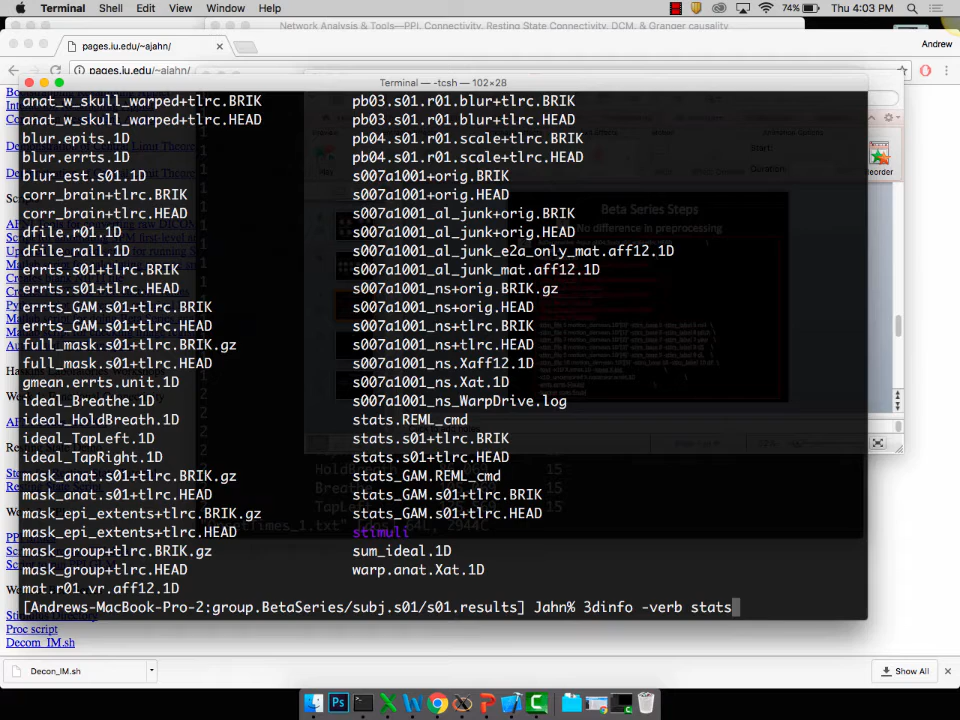 Terminal Shell Edit View Window Help
74% Thu 4:03 PM
Network Analysis & Tools—PPL Connectivity, Resting State Connectivity, DCM, & Granger causality
pages.iu.edu/~ajahn/
Andrew
pages.iu.edu/~ajahn/
Terminal — -tcsh — 102×28
anat_w_skull_warped+tlrc.BRIK pb03.s01.r01.blur+tlrc.BRIK
anat_w_skull_warped+tlrc.HEAD pb03.s01.r01.blur+tlrc.HEAD
blur.epits.1D pb04.s01.r01.scale+tlrc.BRIK
blur.errts.1D pb04.s01.r01.scale+tlrc.HEAD
blur_est.s01.1D s007a1001+orig.BRIK
corr_brain+tlrc.BRIK s007a1001+orig.HEAD
corr_brain+tlrc.HEAD s007a1001_al_junk+orig.BRIK
dfile.r01.1D s007a1001_al_junk+orig.HEAD
dfile_rall.1D s007a1001_al_junk_e2a_only_mat.aff12.1D
errts.s01+tlrc.BRIK s007a1001_al_junk_mat.aff12.1D
errts.s01+tlrc.HEAD s007a1001_ns+orig.BRIK.gz
errts_GAM.s01+tlrc.BRIK s007a1001_ns+orig.HEAD
errts_GAM.s01+tlrc.HEAD s007a1001_ns+tlrc.BRIK
full_mask.s01+tlrc.BRIK.gz s007a1001_ns+tlrc.HEAD
full_mask.s01+tlrc.HEAD s007a1001_ns.Xaff12.1D
gmean.errts.unit.1D s007a1001_ns.Xat.1D
ideal_Breathe.1D s007a1001_ns_WarpDrive.log
ideal_HoldBreath.1D stats.REML_cmd
ideal_TapLeft.1D stats.s01+tlrc.BRIK
ideal_TapRight.1D stats.s01+tlrc.HEAD
mask_anat.s01+tlrc.BRIK.gz stats_GAM.REML_cmd
mask_anat.s01+tlrc.HEAD stats_GAM.s01+tlrc.BRIK
mask_epi_extents+tlrc.BRIK.gz stats_GAM.s01+tlrc.HEAD
mask_epi_extents+tlrc.HEAD stimuli
mask_group+tlrc.BRIK.gz sum_ideal.1D
mask_group+tlrc.HEAD warp.anat.Xat.1D
mat.r01.vr.aff12.1D
[Andrews-MacBook-Pro-2:group.BetaSeries/subj.s01/s01.results] Jahn% 3dinfo -verb stats
Beta Series Steps
No difference in preprocessing
Start:
Duration:
Reorder
Stimulus Directory
Proc script
Decom_IM.sh
Decon_IM.sh
Show All